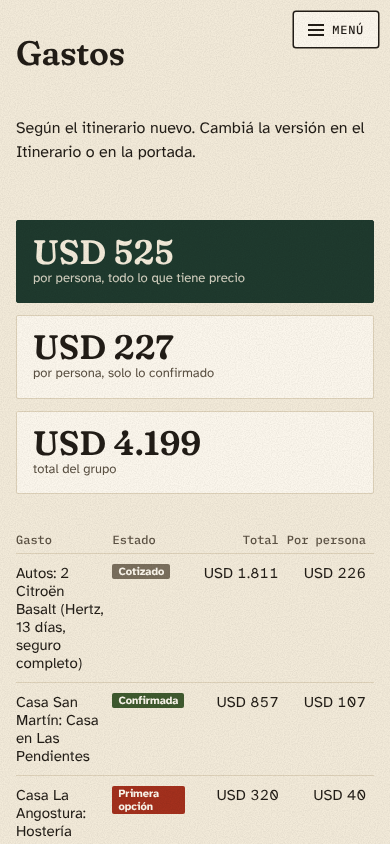 MENÚ
Gastos
Según el itinerario nuevo. Cambiá la versión en el
Itinerario o en la portada.
USD 525
por persona, todo lo que tiene precio
USD 227
por persona, solo lo confirmado
USD 4.199
total del grupo
Gasto Estado Total Por persona
Autos: 2 Cotizado USD 1.811 USD 226
Citroën
Basalt (Hertz,
13 días,
seguro
completo)
Casa San Confirmada USD 857 USD 107
Martín: Casa
en Las
Pendientes
Casa La Primera USD 320 USD 40
Angostura: opción
Hostería